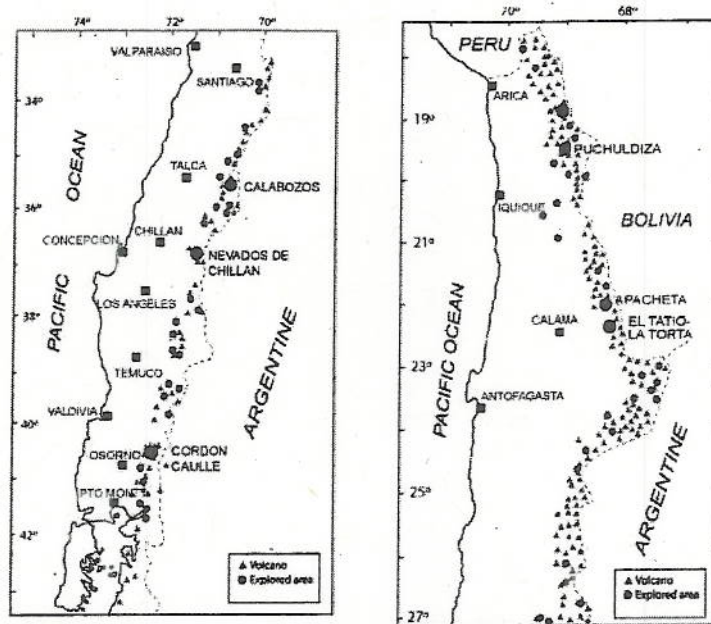 74°
72°
70°
VALPARAISO
SANTIAGO
34°
OCEAN
TALCA
CALABOZOS
36°
CHILLAN
CONCEPCION
NEVADOS DE
CHILLAN
LOS ANGELES
PACIFIC
38°
TEMUCO
ARGENTINE
VALDIVIA
40°
OSORNO
CORDON
CAULLE
PTO MONTT
42°
Volcano
Explored area
70°
68°
PERU
ARICA
19°
PUCHULDIZA
IQUIQUE
BOLIVIA
21°
APACHETA
CALAMA
EL TATIO-
LA TORTA
23°
PACIFIC OCEAN
ANTOFAGASTA
25°
ARGENTINE
Volcano
Explored area
27°